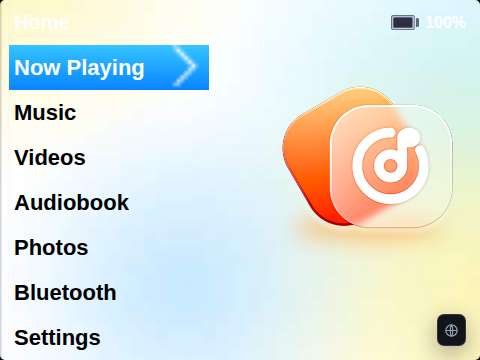 Home
100%
Now Playing
Music
Videos
Audiobook
Photos
Bluetooth
Settings